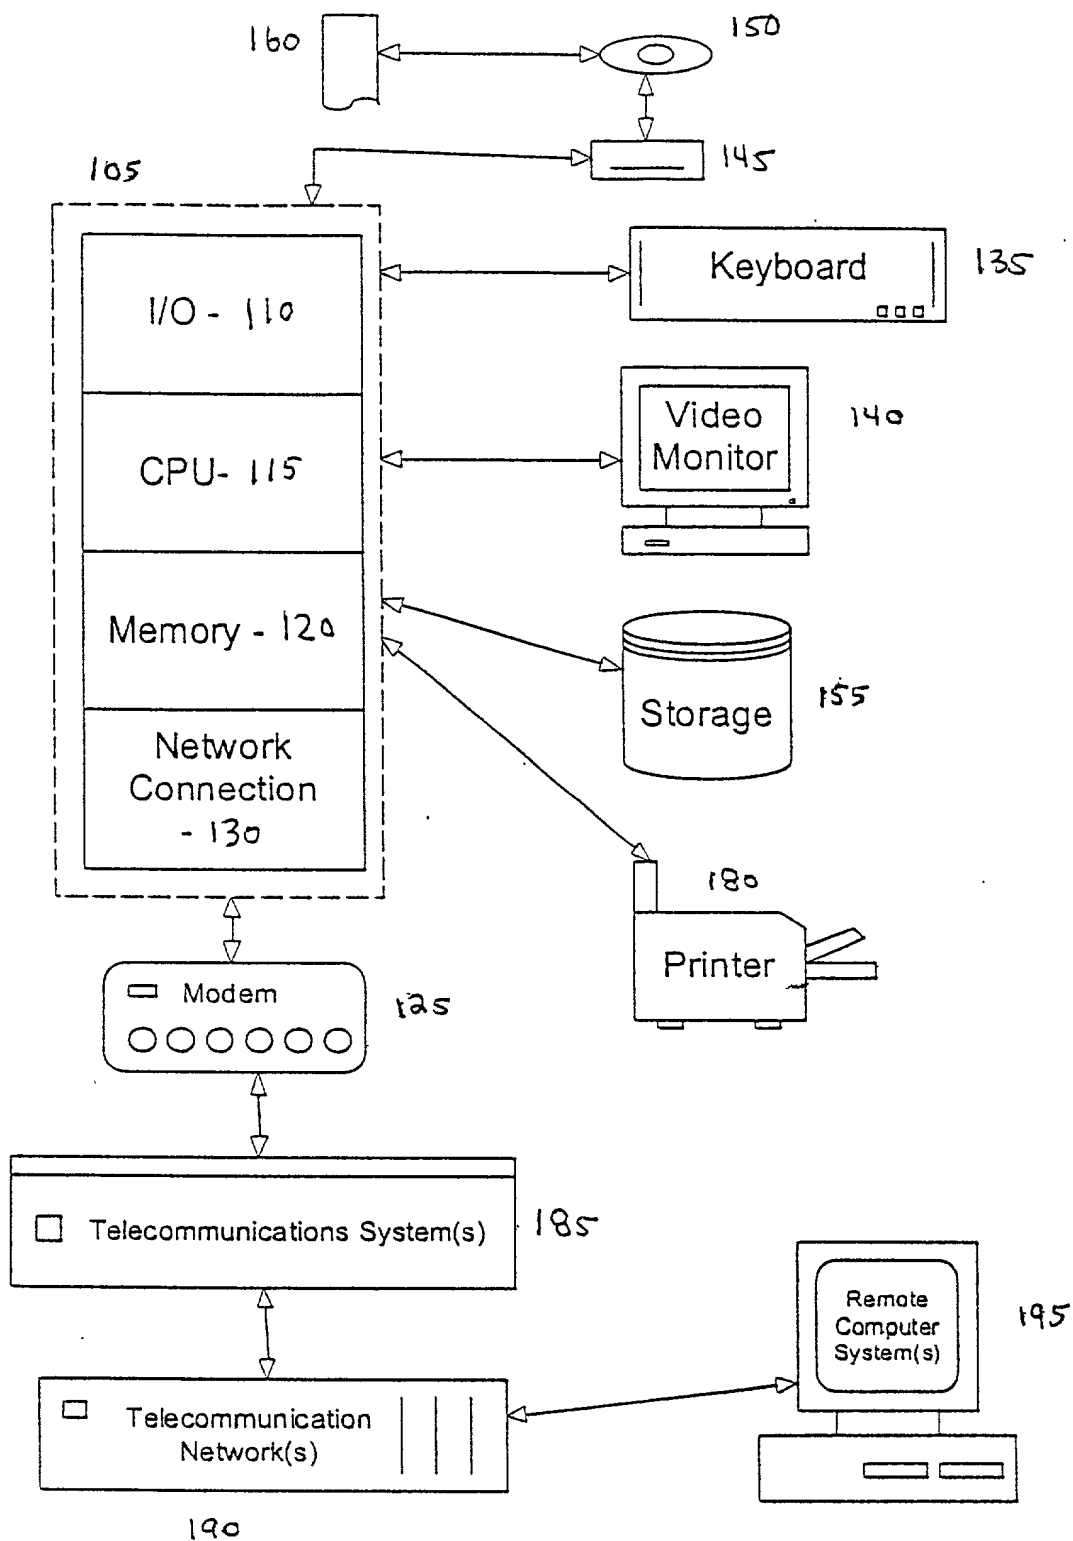 160
150
145
105
Keyboard
135
I/O - 110
Video
Monitor
140
CPU- 115
Memory - 120
Storage
155
Network
Connection
- 130
180
Printer
Modem
125
Telecommunications System(s)
185
Remote
Computer
System(s)
195
Telecommunication
Network(s)
190